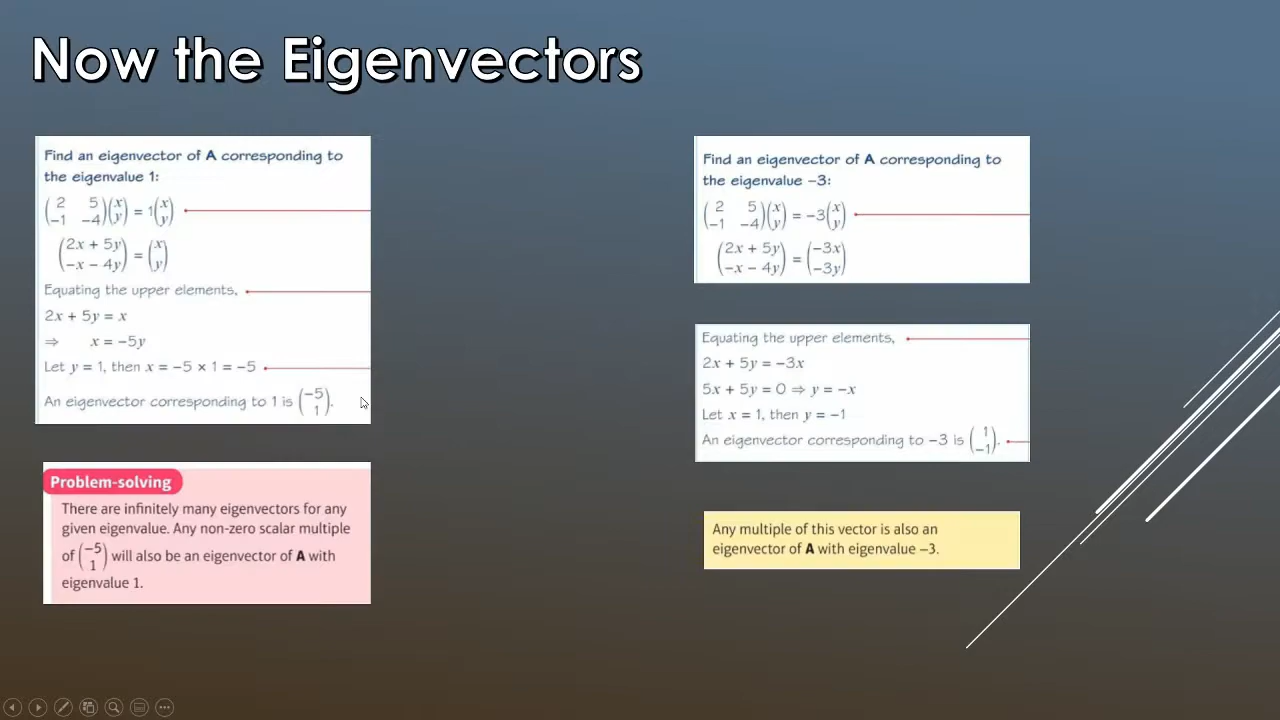 Now the Eigenvectors
Find an eigenvector of A corresponding to
the eigenvalue 1:
(2 5
−1 −4)(x
y) = 1(x
y)
(2x + 5y
−x − 4y) = (x
y)
Equating the upper elements,
2x + 5y = x
⇒ x = −5y
Let y = 1, then x = −5 × 1 = −5
An eigenvector corresponding to 1 is (−5
1).
Problem-solving
There are infinitely many eigenvectors for any
given eigenvalue. Any non-zero scalar multiple
of (−5
1) will also be an eigenvector of A with
eigenvalue 1.
Find an eigenvector of A corresponding to
the eigenvalue −3:
(2 5
−1 −4)(x
y) = −3(x
y)
(2x + 5y
−x − 4y) = (−3x
−3y)
Equating the upper elements,
2x + 5y = −3x
5x + 5y = 0 ⇒ y = −x
Let x = 1, then y = −1
An eigenvector corresponding to −3 is (1
−1).
Any multiple of this vector is also an
eigenvector of A with eigenvalue −3.